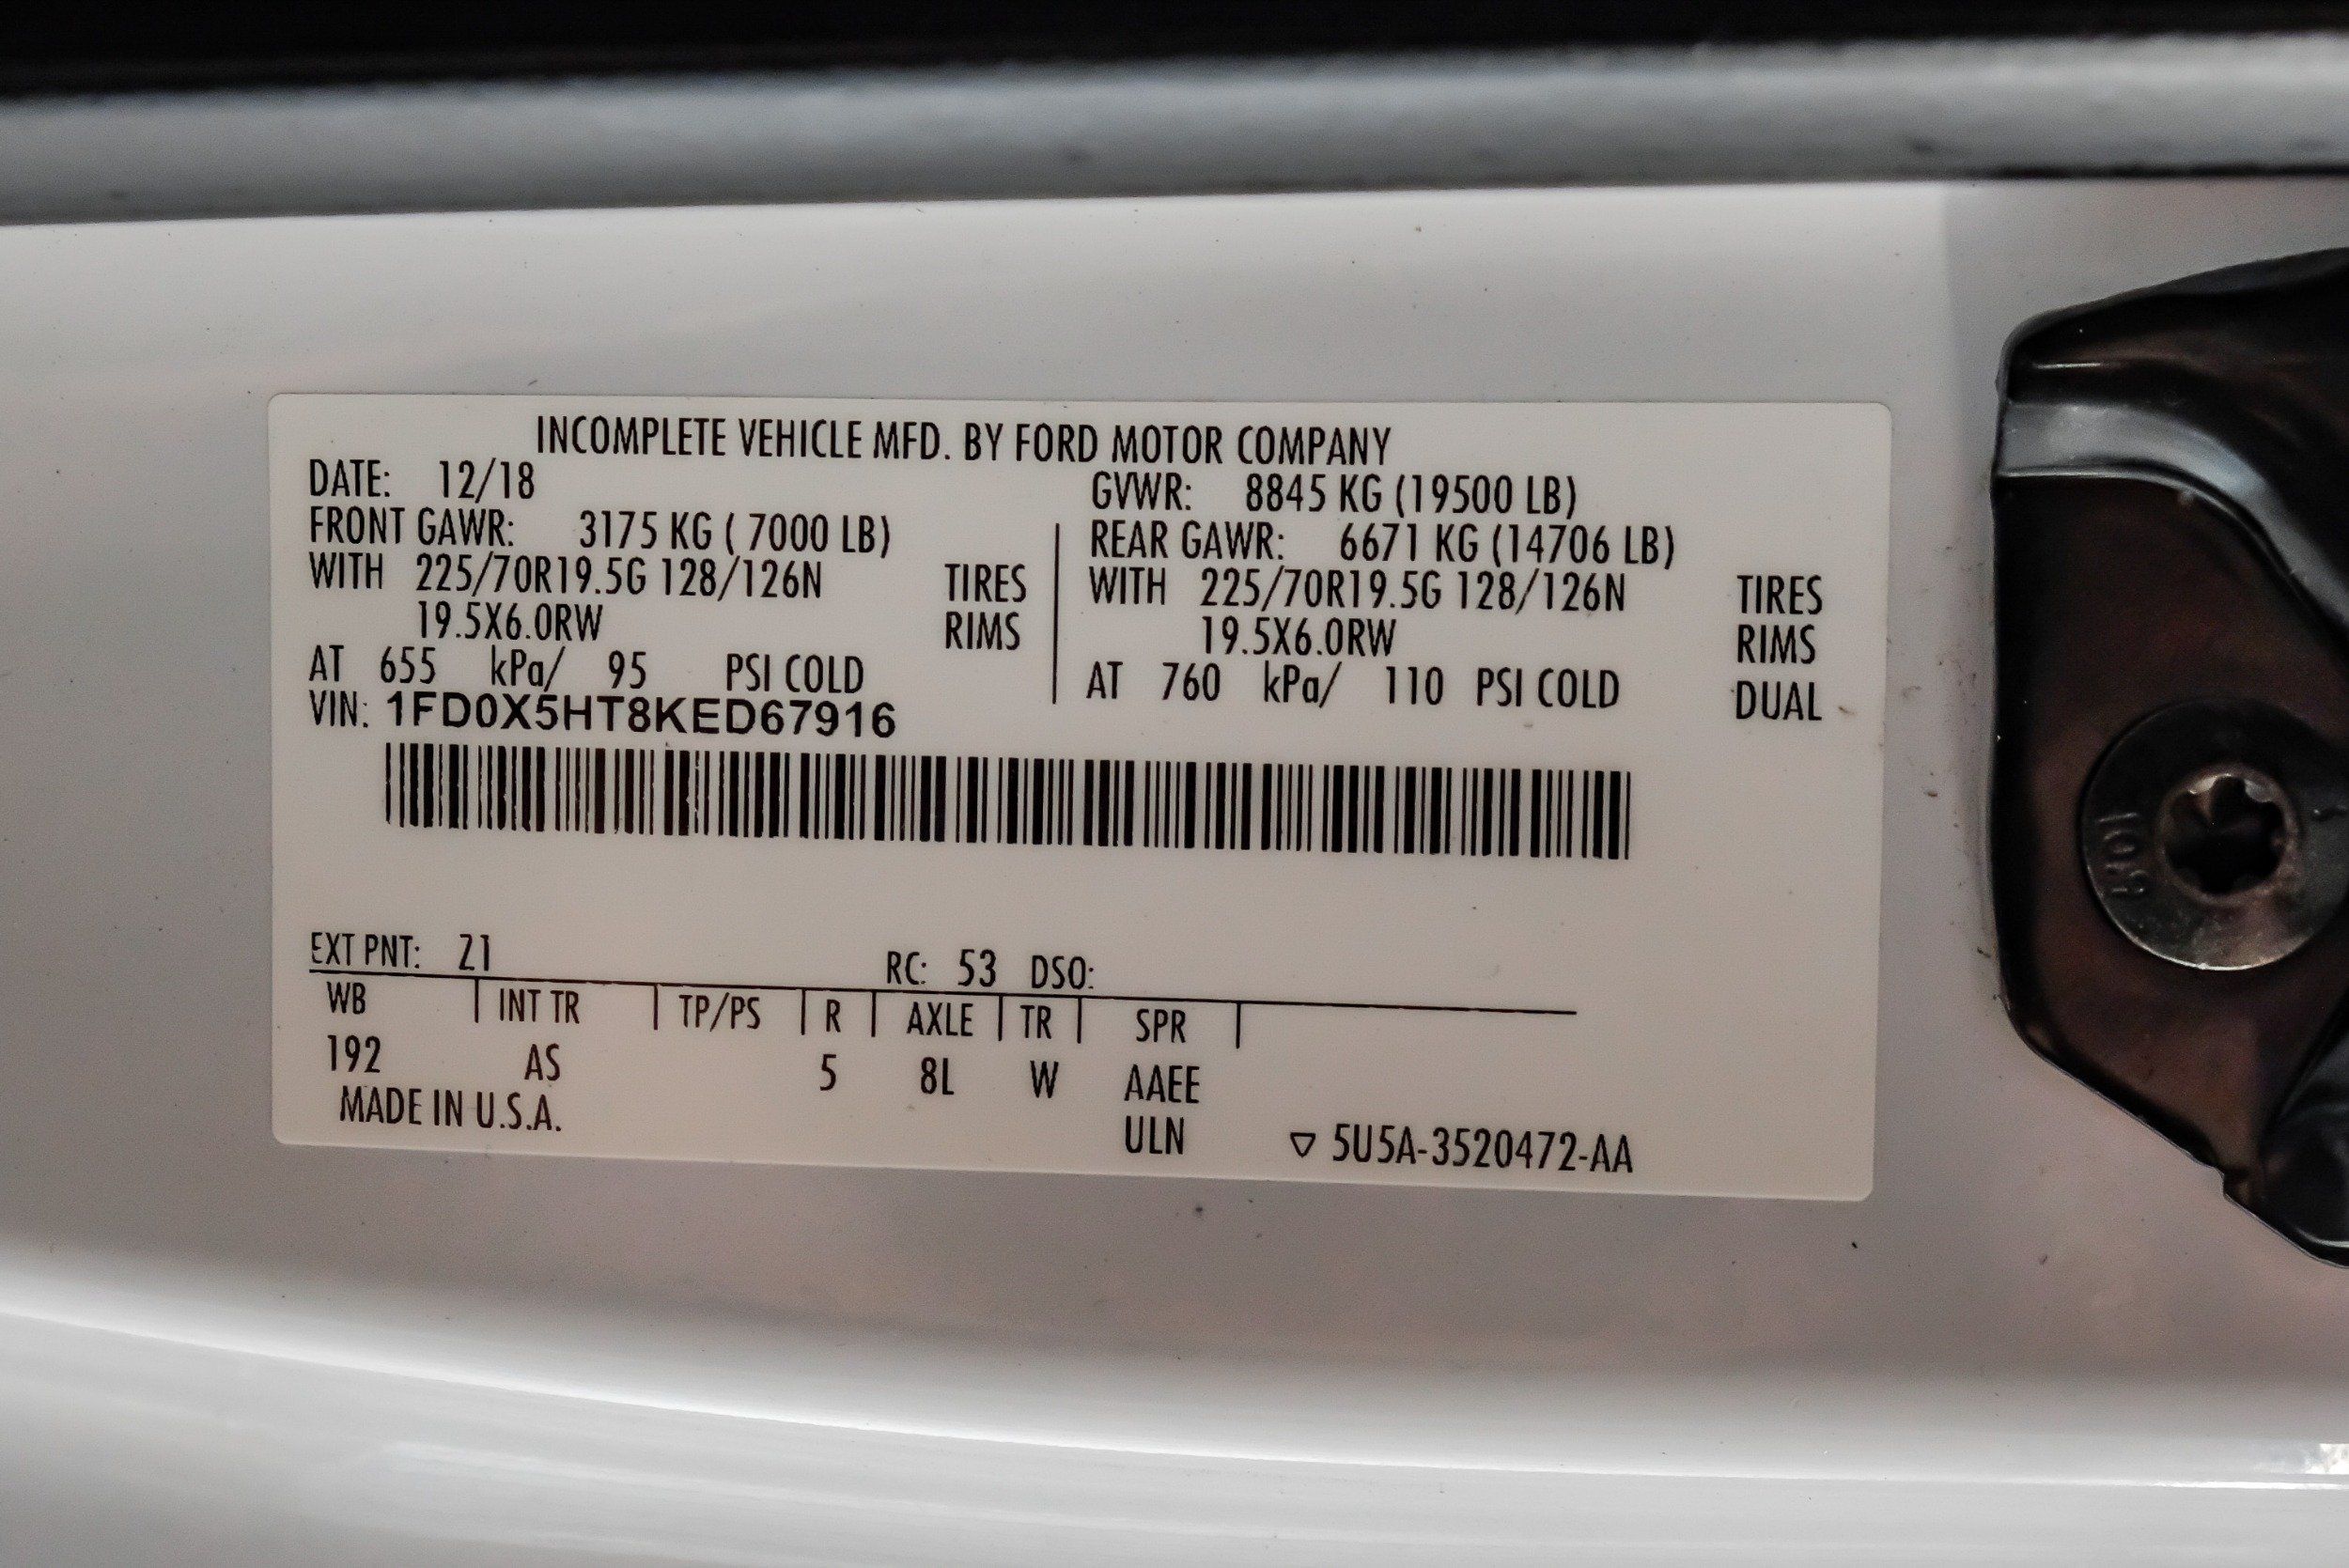 INCOMPLETE VEHICLE MFD. BY FORD MOTOR COMPANY
DATE: 12/18 GVWR: 8845 KG (19500 LB)
FRONT GAWR: 3175 KG ( 7000 LB) REAR GAWR: 6671 KG (14706 LB)
WITH 225/70R19.5G 128/126N TIRES WITH 225/70R19.5G 128/126N TIRES
19.5X6.0RW RIMS 19.5X6.0RW RIMS
AT 655 kPa/ 95 PSI COLD AT 760 kPa/ 110 PSI COLD DUAL
VIN: 1FD0X5HT8KED67916
EXT PNT: Z1 RC: 53 DSO:
WB INT TR TP/PS R AXLE TR SPR
192 AS 5 8L W AAEE
MADE IN U.S.A. ULN ▽ 5U5A-3520472-AA